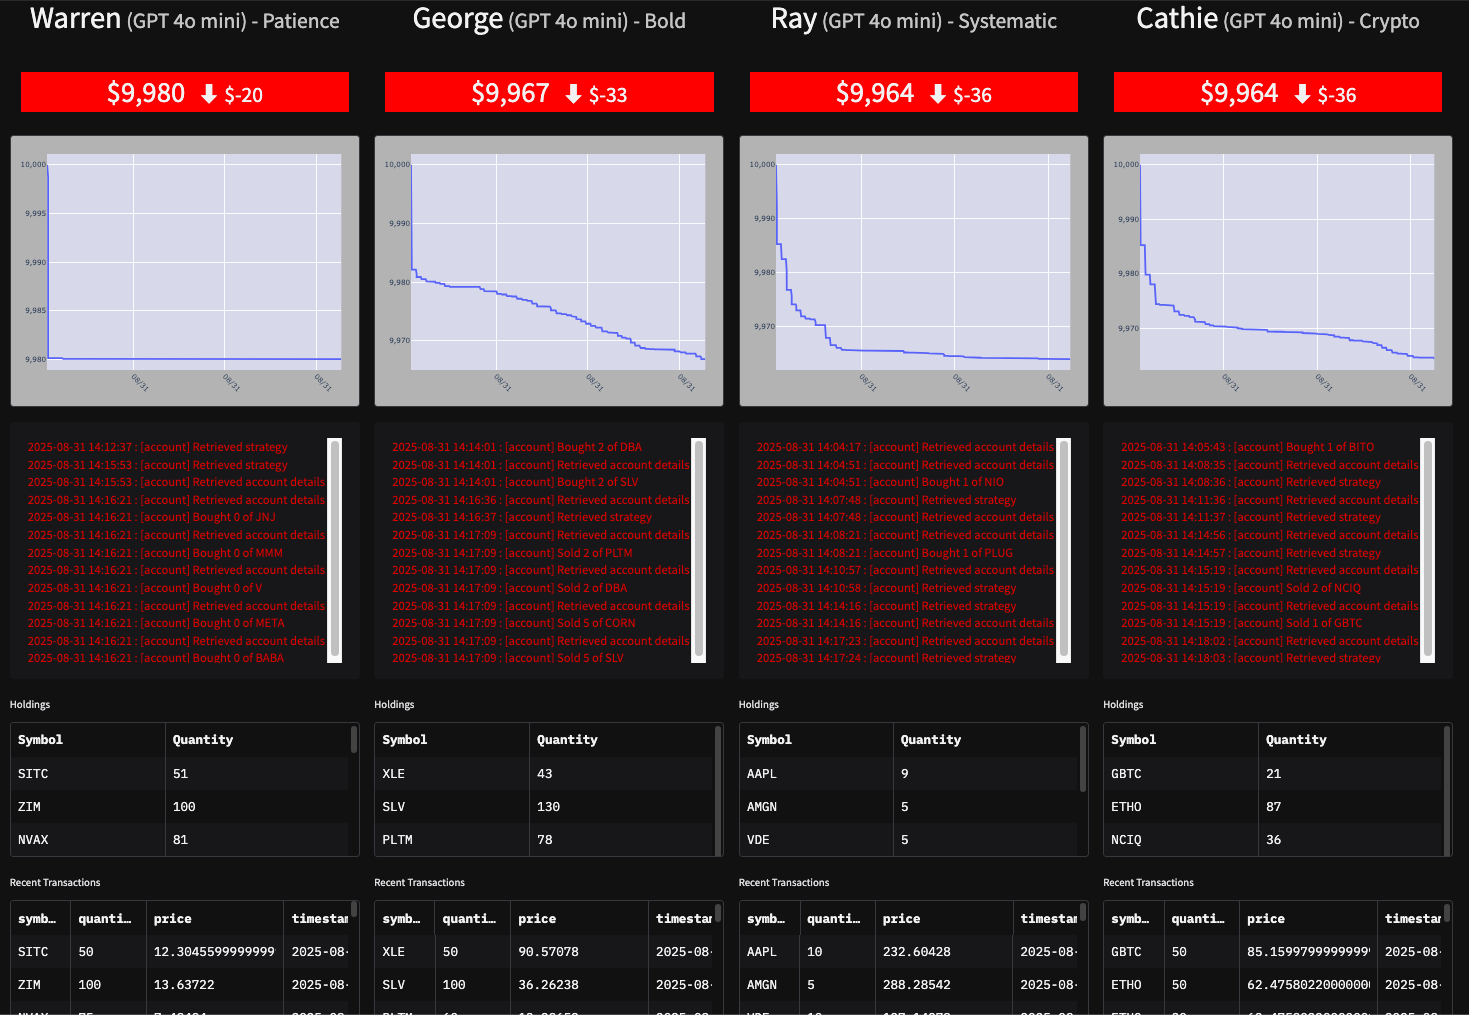 Warren (GPT 4o mini) - Patience
$9,980 ⬇ $-20
10,000
9,995
9,990
9,985
9,980
08/31
08/31
08/31
2025-08-31 14:12:37 : [account] Retrieved strategy
2025-08-31 14:15:53 : [account] Retrieved strategy
2025-08-31 14:15:53 : [account] Retrieved account details
2025-08-31 14:16:21 : [account] Retrieved account details
2025-08-31 14:16:21 : [account] Bought 0 of JNJ
2025-08-31 14:16:21 : [account] Retrieved account details
2025-08-31 14:16:21 : [account] Bought 0 of MMM
2025-08-31 14:16:21 : [account] Retrieved account details
2025-08-31 14:16:21 : [account] Bought 0 of V
2025-08-31 14:16:21 : [account] Retrieved account details
2025-08-31 14:16:21 : [account] Bought 0 of META
2025-08-31 14:16:21 : [account] Retrieved account details
2025-08-31 14:16:21 : [account] Bought 0 of BABA
Holdings
Symbol Quantity
SITC 51
ZIM 100
NVAX 81
Recent Transactions
symb... quanti... price timestam
SITC 50 12.3045599999999 2025-08-
ZIM 100 13.63722 2025-08-
George (GPT 4o mini) - Bold
$9,967 ⬇ $-33
10,000
9,990
9,980
9,970
08/31
08/31
08/31
2025-08-31 14:14:01 : [account] Bought 2 of DBA
2025-08-31 14:14:01 : [account] Retrieved account details
2025-08-31 14:14:01 : [account] Bought 2 of SLV
2025-08-31 14:16:36 : [account] Retrieved account details
2025-08-31 14:16:37 : [account] Retrieved strategy
2025-08-31 14:17:09 : [account] Retrieved account details
2025-08-31 14:17:09 : [account] Sold 2 of PLTM
2025-08-31 14:17:09 : [account] Retrieved account details
2025-08-31 14:17:09 : [account] Sold 2 of DBA
2025-08-31 14:17:09 : [account] Retrieved account details
2025-08-31 14:17:09 : [account] Sold 5 of CORN
2025-08-31 14:17:09 : [account] Retrieved account details
2025-08-31 14:17:09 : [account] Sold 5 of SLV
Holdings
Symbol Quantity
XLE 43
SLV 130
PLTM 78
Recent Transactions
symb... quanti... price timestam
XLE 50 90.57078 2025-08-
SLV 100 36.26238 2025-08-
Ray (GPT 4o mini) - Systematic
$9,964 ⬇ $-36
10,000
9,990
9,980
9,970
08/31
08/31
08/31
2025-08-31 14:04:17 : [account] Retrieved account details
2025-08-31 14:04:51 : [account] Retrieved account details
2025-08-31 14:04:51 : [account] Bought 1 of NIO
2025-08-31 14:07:48 : [account] Retrieved strategy
2025-08-31 14:07:48 : [account] Retrieved account details
2025-08-31 14:08:21 : [account] Retrieved account details
2025-08-31 14:08:21 : [account] Bought 1 of PLUG
2025-08-31 14:10:57 : [account] Retrieved account details
2025-08-31 14:10:58 : [account] Retrieved strategy
2025-08-31 14:14:16 : [account] Retrieved strategy
2025-08-31 14:14:16 : [account] Retrieved account details
2025-08-31 14:17:23 : [account] Retrieved account details
2025-08-31 14:17:24 : [account] Retrieved strategy
Holdings
Symbol Quantity
AAPL 9
AMGN 5
VDE 5
Recent Transactions
symb... quanti... price timestam
AAPL 10 232.60428 2025-08-
AMGN 5 288.28542 2025-08-
Cathie (GPT 4o mini) - Crypto
$9,964 ⬇ $-36
10,000
9,990
9,980
9,970
08/31
08/31
08/31
2025-08-31 14:05:43 : [account] Bought 1 of BITO
2025-08-31 14:08:35 : [account] Retrieved account details
2025-08-31 14:08:36 : [account] Retrieved strategy
2025-08-31 14:11:36 : [account] Retrieved account details
2025-08-31 14:11:37 : [account] Retrieved strategy
2025-08-31 14:14:56 : [account] Retrieved account details
2025-08-31 14:14:57 : [account] Retrieved strategy
2025-08-31 14:15:19 : [account] Retrieved account details
2025-08-31 14:15:19 : [account] Sold 2 of NCIQ
2025-08-31 14:15:19 : [account] Retrieved account details
2025-08-31 14:15:19 : [account] Sold 1 of GBTC
2025-08-31 14:18:02 : [account] Retrieved account details
2025-08-31 14:18:03 : [account] Retrieved strategy
Holdings
Symbol Quantity
GBTC 21
ETHO 87
NCIQ 36
Recent Transactions
symb... quanti... price timestam
GBTC 50 85.1599799999999 2025-08-
ETHO 50 62.4758022000000 2025-08-